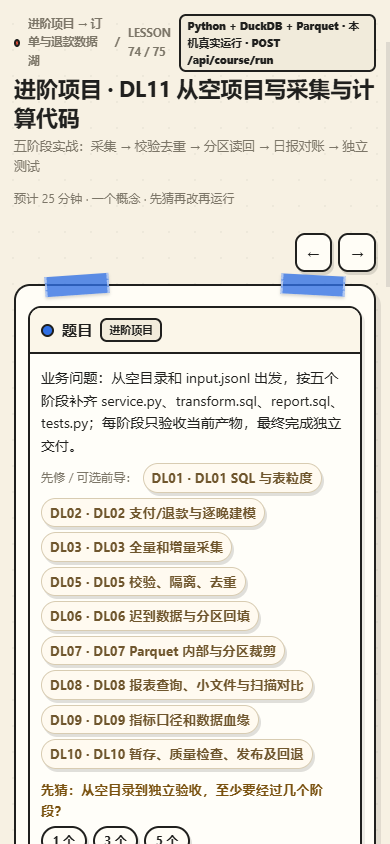 进阶项目 → 订
单与退款数据
湖
/
LESSON
74 / 75
Python + DuckDB + Parquet · 本
机真实运行 · POST
/api/course/run
进阶项目 · DL11 从空项目写采集与计
算代码
五阶段实战：采集 → 校验去重 → 分区读回 → 日报对账 → 独立
测试
预计 25 分钟 · 一个概念 · 先猜再改再运行
← →
题目 进阶项目
业务问题：从空目录和 input.jsonl 出发，按五个
阶段补齐 service.py、transform.sql、report.sql、
tests.py；每阶段只验收当前产物，最终完成独立
交付。
先修 / 可选前导： DL01 · DL01 SQL 与表粒度
DL02 · DL02 支付/退款与逐晚建模
DL03 · DL03 全量和增量采集
DL05 · DL05 校验、隔离、去重
DL06 · DL06 迟到数据与分区回填
DL07 · DL07 Parquet 内部与分区裁剪
DL08 · DL08 报表查询、小文件与扫描对比
DL09 · DL09 指标口径和数据血缘
DL10 · DL10 暂存、质量检查、发布及回退
先猜：从空目录到独立验收，至少要经过几个阶
段？
1 个 3 个 5 个